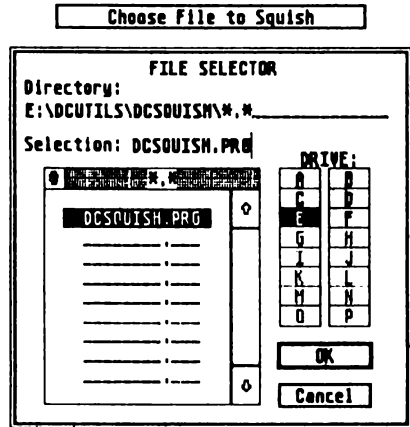 Choose File to Squish
FILE SELECTOR
Directory:
E:\DCUTILS\DCSQUISH\*.*
Selection: DCSQUISH.PRG
DRIVE:
*.*
DCSQUISH.PRG
A B
C D
E F
G H
I J
K L
M N
O P
OK
Cancel